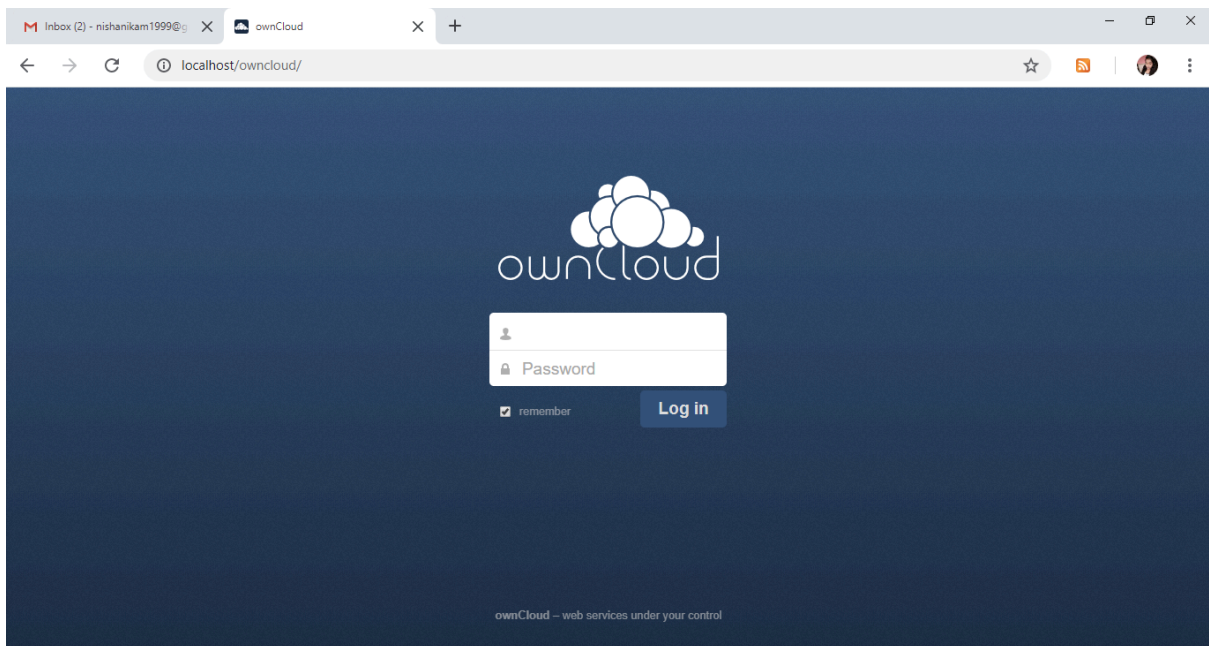 Inbox (2) - nishanikam1999@g
ownCloud
localhost/owncloud/
ownCloud
Password
remember
Log in
ownCloud – web services under your control